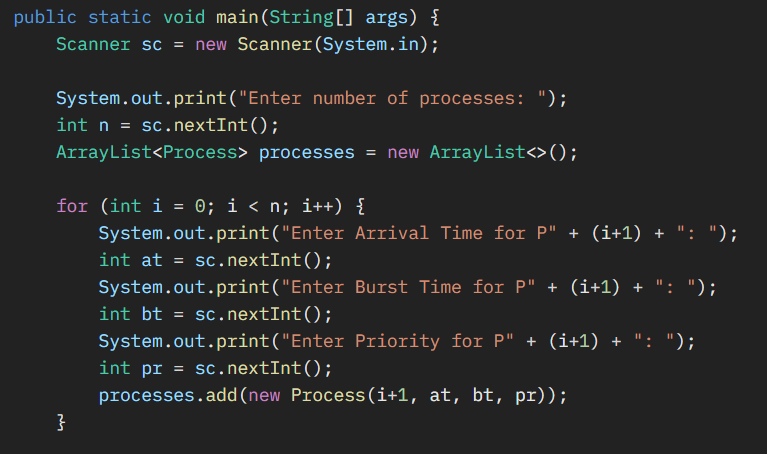 public static void main(String[] args) {
    Scanner sc = new Scanner(System.in);

    System.out.print("Enter number of processes: ");
    int n = sc.nextInt();
    ArrayList<Process> processes = new ArrayList<>();

    for (int i = 0; i < n; i++) {
        System.out.print("Enter Arrival Time for P" + (i+1) + ": ");
        int at = sc.nextInt();
        System.out.print("Enter Burst Time for P" + (i+1) + ": ");
        int bt = sc.nextInt();
        System.out.print("Enter Priority for P" + (i+1) + ": ");
        int pr = sc.nextInt();
        processes.add(new Process(i+1, at, bt, pr));
    }